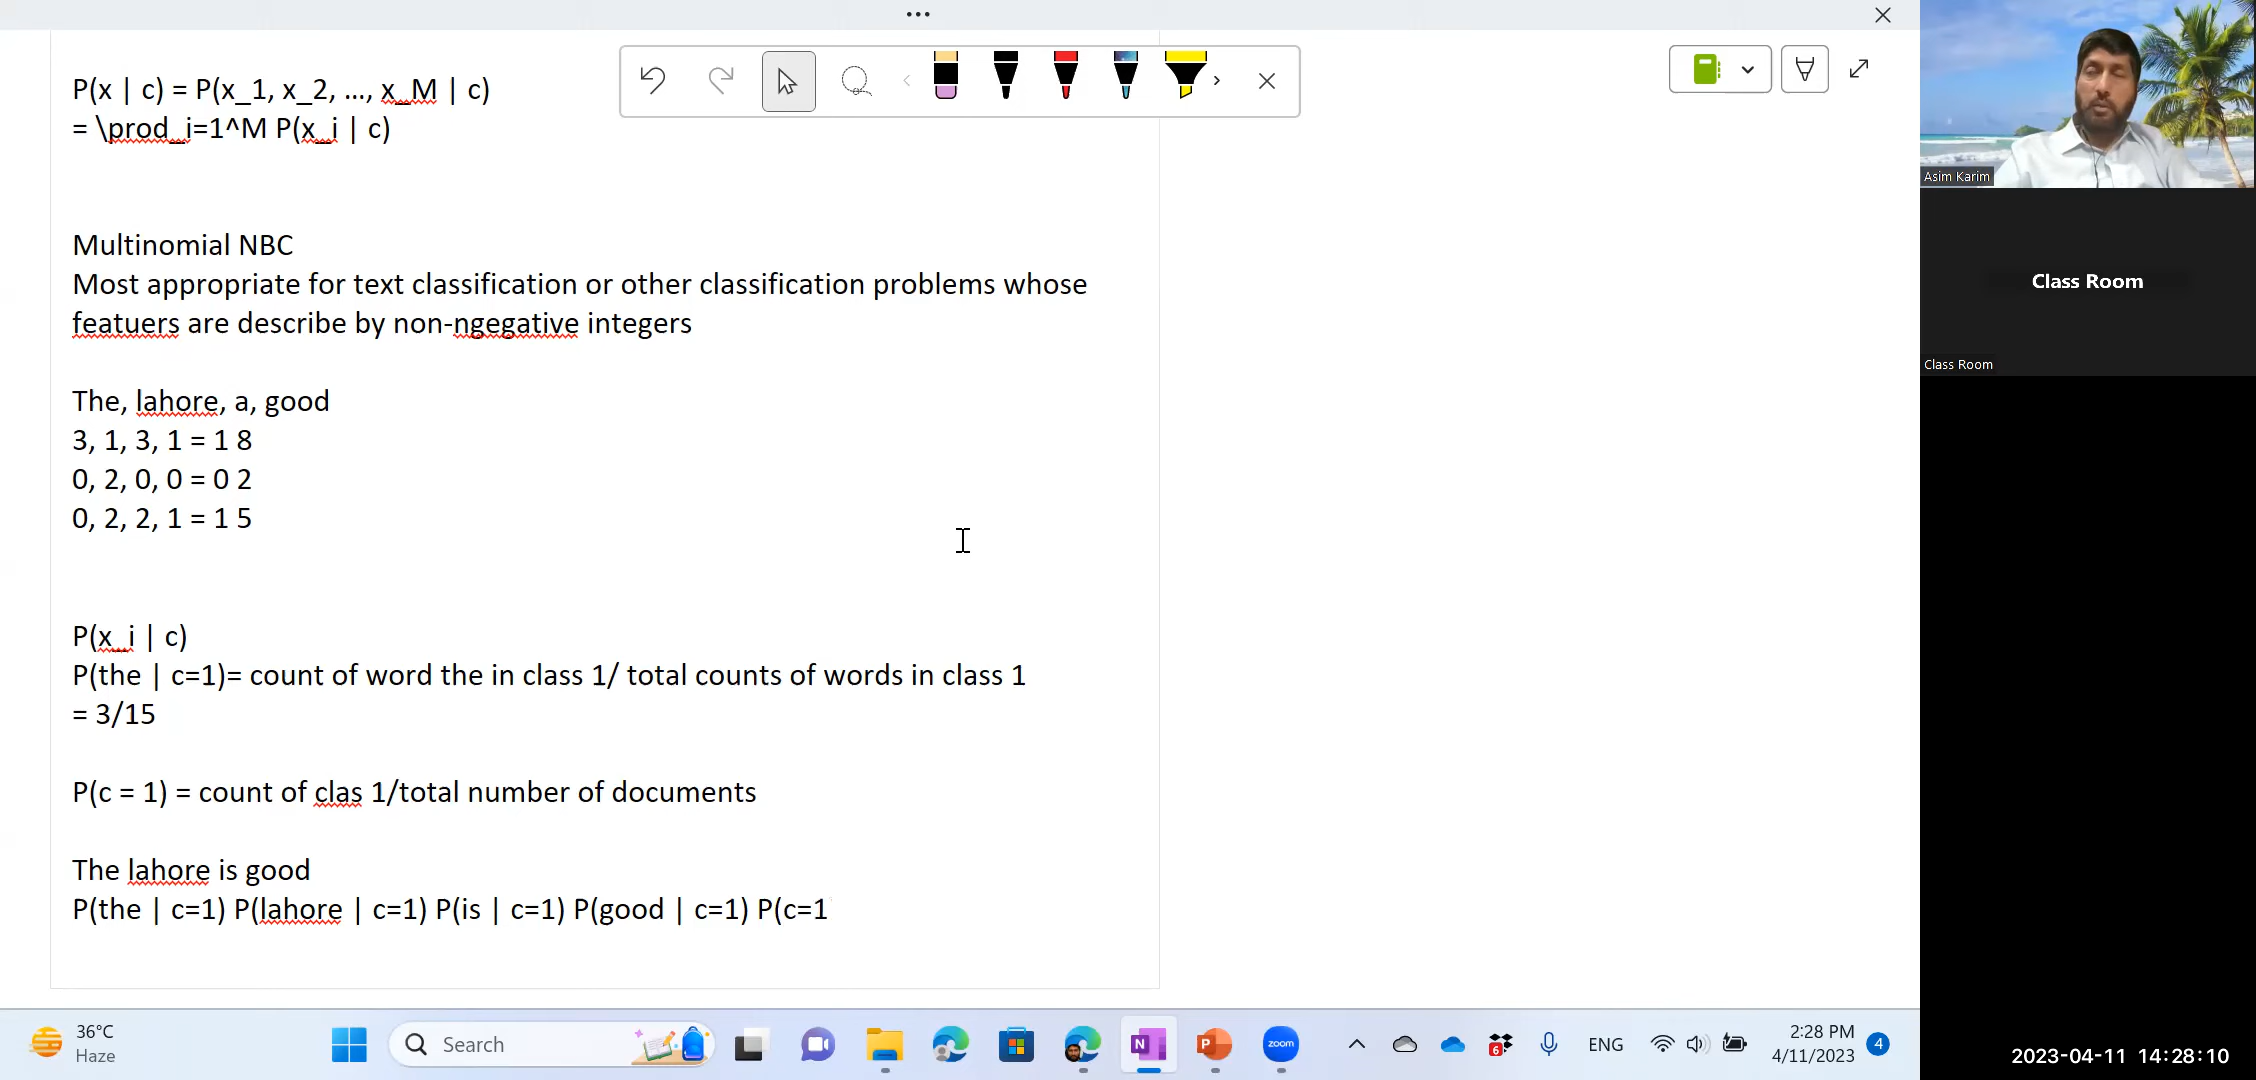 P(x | c) = P(x_1, x_2, ..., x_M | c)
= \prod_i=1^M P(x_i | c)
Multinomial NBC
Most appropriate for text classification or other classification problems whose
featuers are describe by non-ngegative integers
The, lahore, a, good
3, 1, 3, 1 = 1 8
0, 2, 0, 0 = 0 2
0, 2, 2, 1 = 1 5
P(x_i | c)
P(the | c=1)= count of word the in class 1/ total counts of words in class 1
= 3/15
P(c = 1) = count of clas 1/total number of documents
The lahore is good
P(the | c=1) P(lahore | c=1) P(is | c=1) P(good | c=1) P(c=1
Asim Karim
Class Room
Class Room
36°C
Haze
Search
N
P
zoom
6
ENG
2:28 PM
4/11/2023
4
2023-04-11 14:28:10